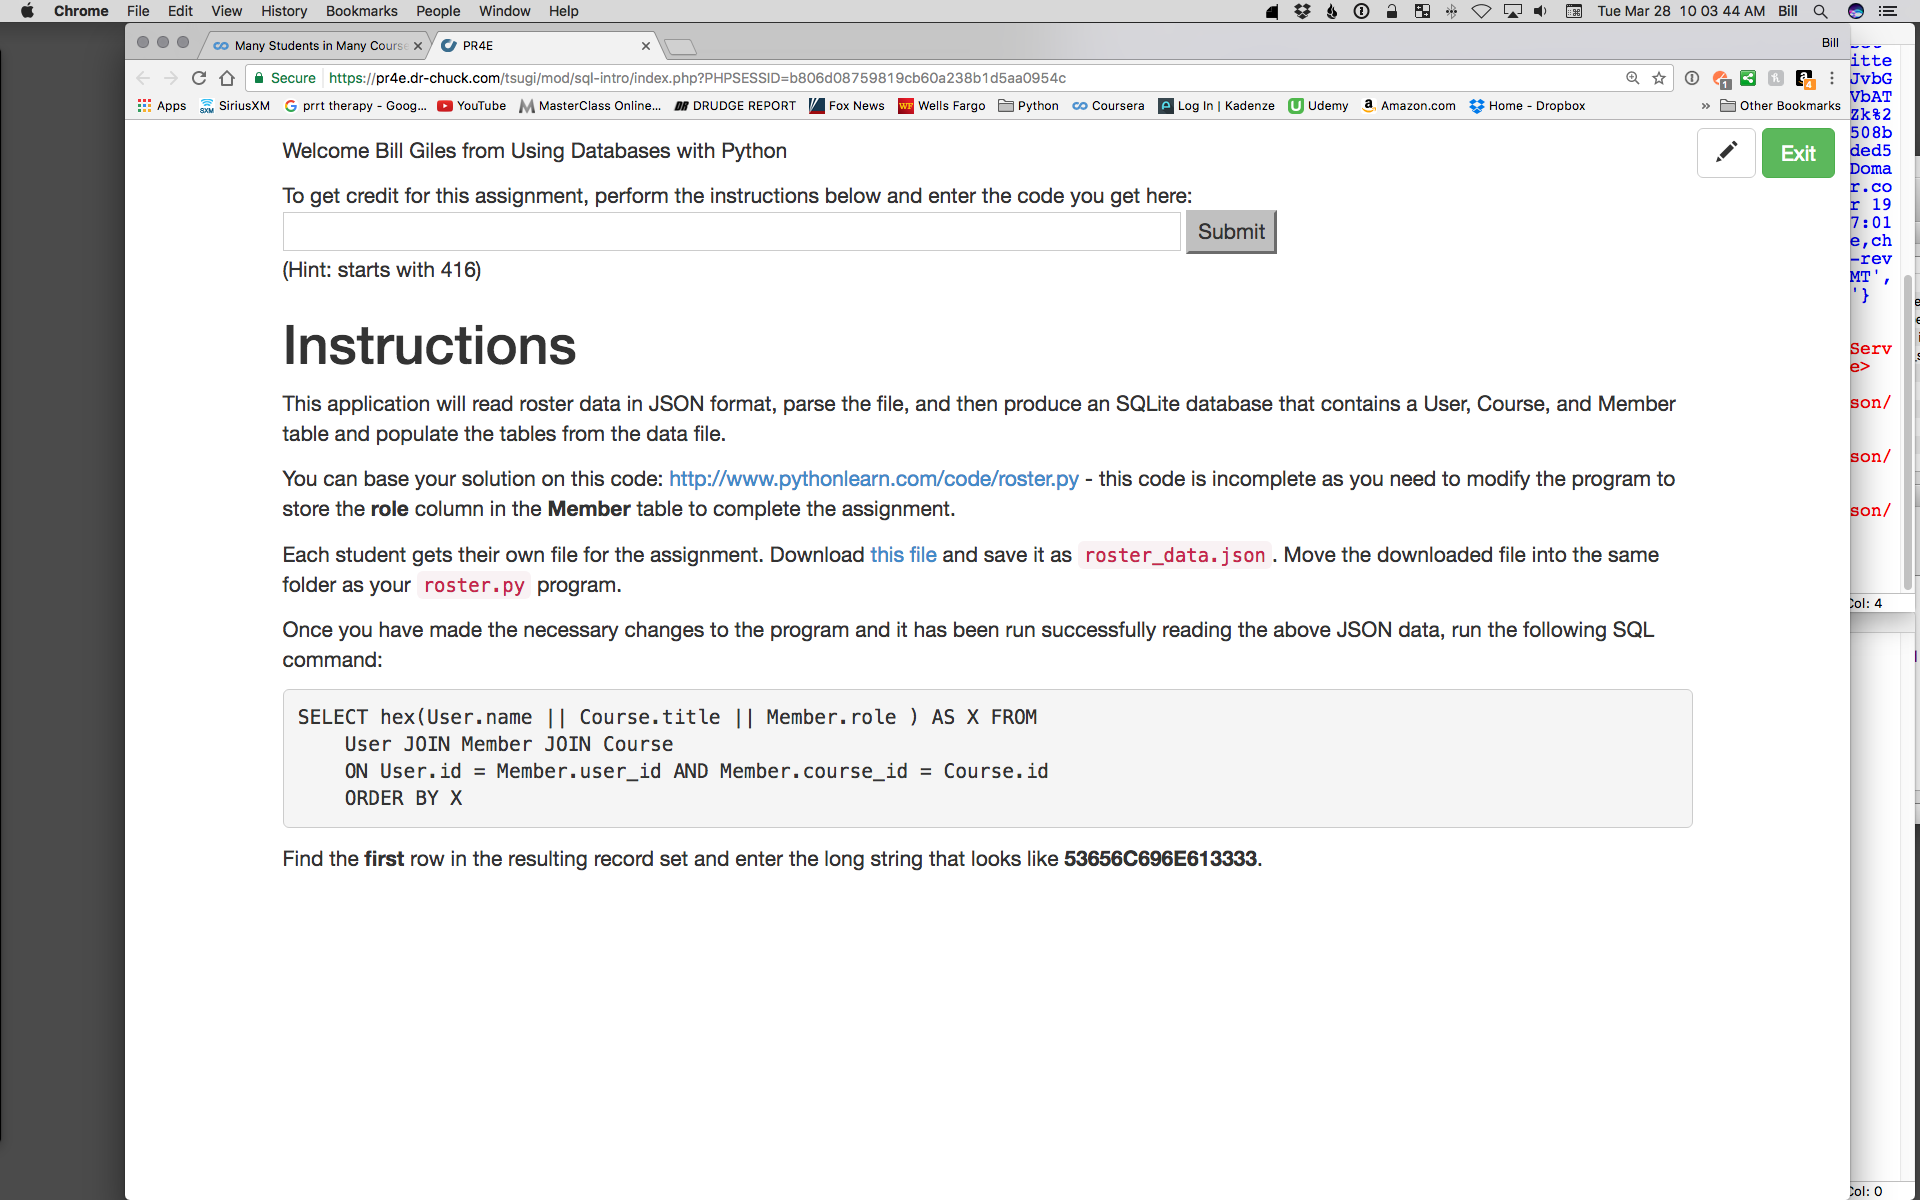 Chrome File Edit View History Bookmarks People Window Help Tue Mar 28 10 03 44 AM Bill
Many Students in Many Course PR4E Bill
Secure https://pr4e.dr-chuck.com/tsugi/mod/sql-intro/index.php?PHPSESSID=b806d08759819cb60a238b1d5aa0954c
Apps SiriusXM prrt therapy - Goog... YouTube MasterClass Online... DRUDGE REPORT Fox News Wells Fargo Python Coursera Log In | Kadenze Udemy Amazon.com Home - Dropbox » Other Bookmarks
Welcome Bill Giles from Using Databases with Python
Exit
To get credit for this assignment, perform the instructions below and enter the code you get here:
Submit
(Hint: starts with 416)
Instructions
This application will read roster data in JSON format, parse the file, and then produce an SQLite database that contains a User, Course, and Member
table and populate the tables from the data file.
You can base your solution on this code: http://www.pythonlearn.com/code/roster.py - this code is incomplete as you need to modify the program to
store the role column in the Member table to complete the assignment.
Each student gets their own file for the assignment. Download this file and save it as roster_data.json. Move the downloaded file into the same
folder as your roster.py program.
Once you have made the necessary changes to the program and it has been run successfully reading the above JSON data, run the following SQL
command:
SELECT hex(User.name || Course.title || Member.role ) AS X FROM
User JOIN Member JOIN Course
ON User.id = Member.user_id AND Member.course_id = Course.id
ORDER BY X
Find the first row in the resulting record set and enter the long string that looks like 53656C696E613333.
itte
JvbG
VbAT
Zk%2
508b
ded5
Doma
r.co
r 19
7:01
e,ch
-rev
MT',
'}
Serv
e>
son/
son/
son/
Col: 4
Col: 0